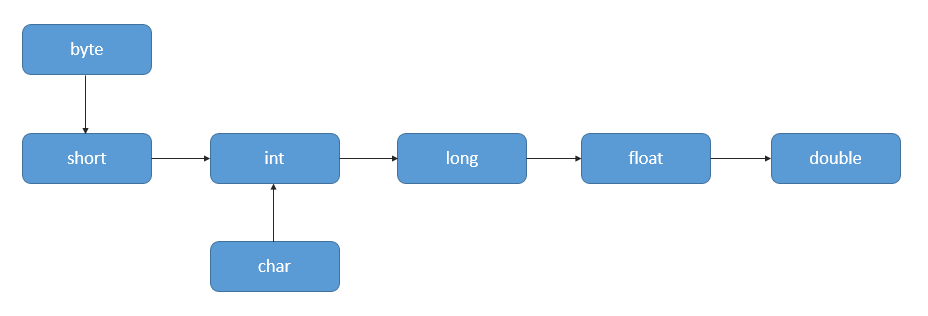 byte
short
int
long
float
double
char